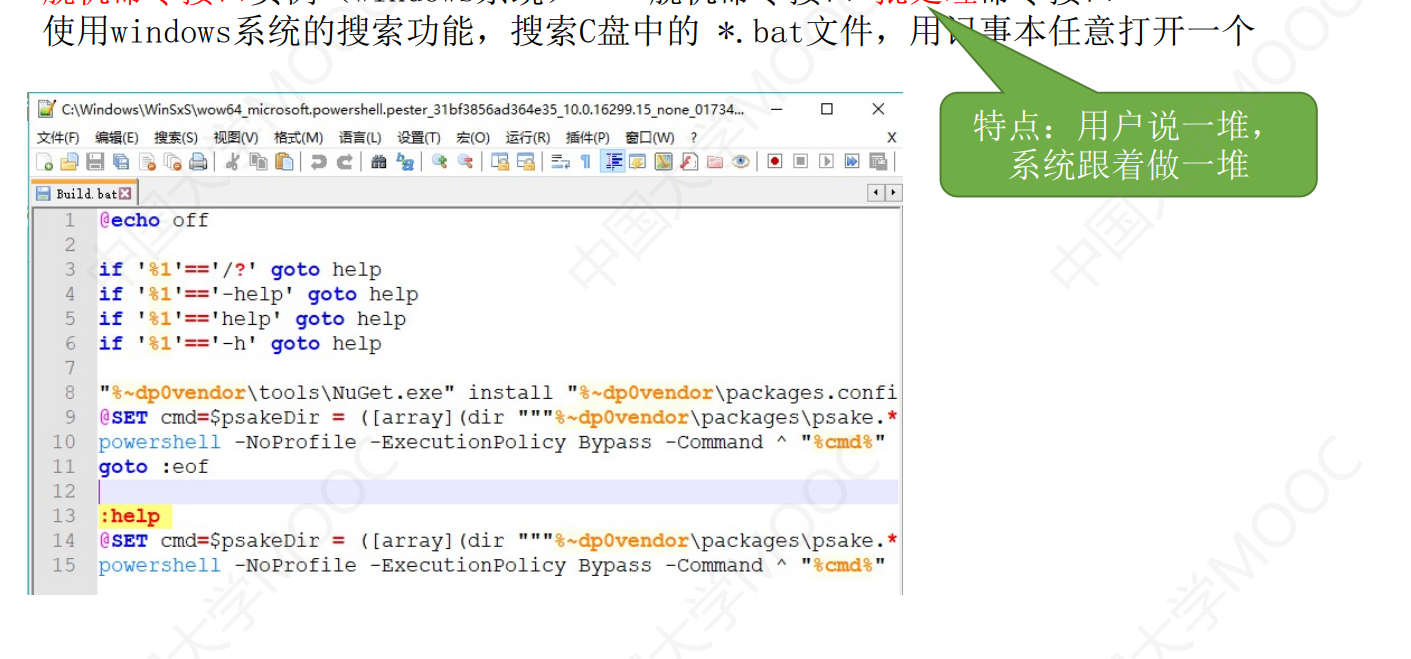 使用windows系统的搜索功能，搜索C盘中的 *.bat文件，用记事本任意打开一个
特点：用户说一堆，
系统跟着做一堆
C:\Windows\WinSxS\wow64_microsoft.powershell.pester_31bf3856ad364e35_10.0.16299.15_none_01734...
文件(F) 编辑(E) 搜索(S) 视图(V) 格式(M) 语言(L) 设置(T) 宏(O) 运行(R) 插件(P) 窗口(W) ? X
Build.bat
1 @echo off
2
3 if '%1'=='/?' goto help
4 if '%1'=='-help' goto help
5 if '%1'=='help' goto help
6 if '%1'=='-h' goto help
7
8 "%~dp0vendor\tools\NuGet.exe" install "%~dp0vendor\packages.confi
9 @SET cmd=$psakeDir = ([array](dir """%~dp0vendor\packages\psake.*
10 powershell -NoProfile -ExecutionPolicy Bypass -Command ^ "%cmd%"
11 goto :eof
12
13 :help
14 @SET cmd=$psakeDir = ([array](dir """%~dp0vendor\packages\psake.*
15 powershell -NoProfile -ExecutionPolicy Bypass -Command ^ "%cmd%"
中国大学MOOC